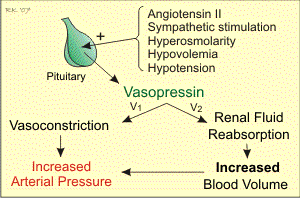 RK '07
Angiotensin II
Sympathetic stimulation
Hyperosmolarity
Hypovolemia
Hypotension
+
Pituitary
Vasopressin
V1
V2
Vasoconstriction
Renal Fluid
Reabsorption
Increased
Arterial Pressure
Increased
Blood Volume